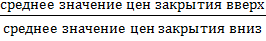 среднее значение цен закрытия вверх
среднее значение цен закрытия вниз